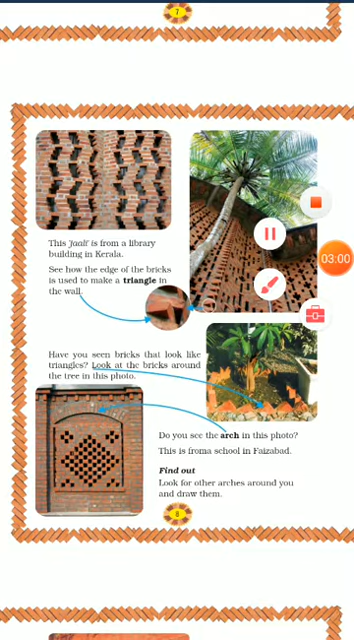 7
03:00
This 'jaali' is from a library
building in Kerala.
See how the edge of the bricks
is used to make a triangle in
the wall.
Have you seen bricks that look like
triangles? Look at the bricks around
the tree in this photo.
Do you see the arch in this photo?
This is froma school in Faizabad.
Find out
Look for other arches around you
and draw them.
8